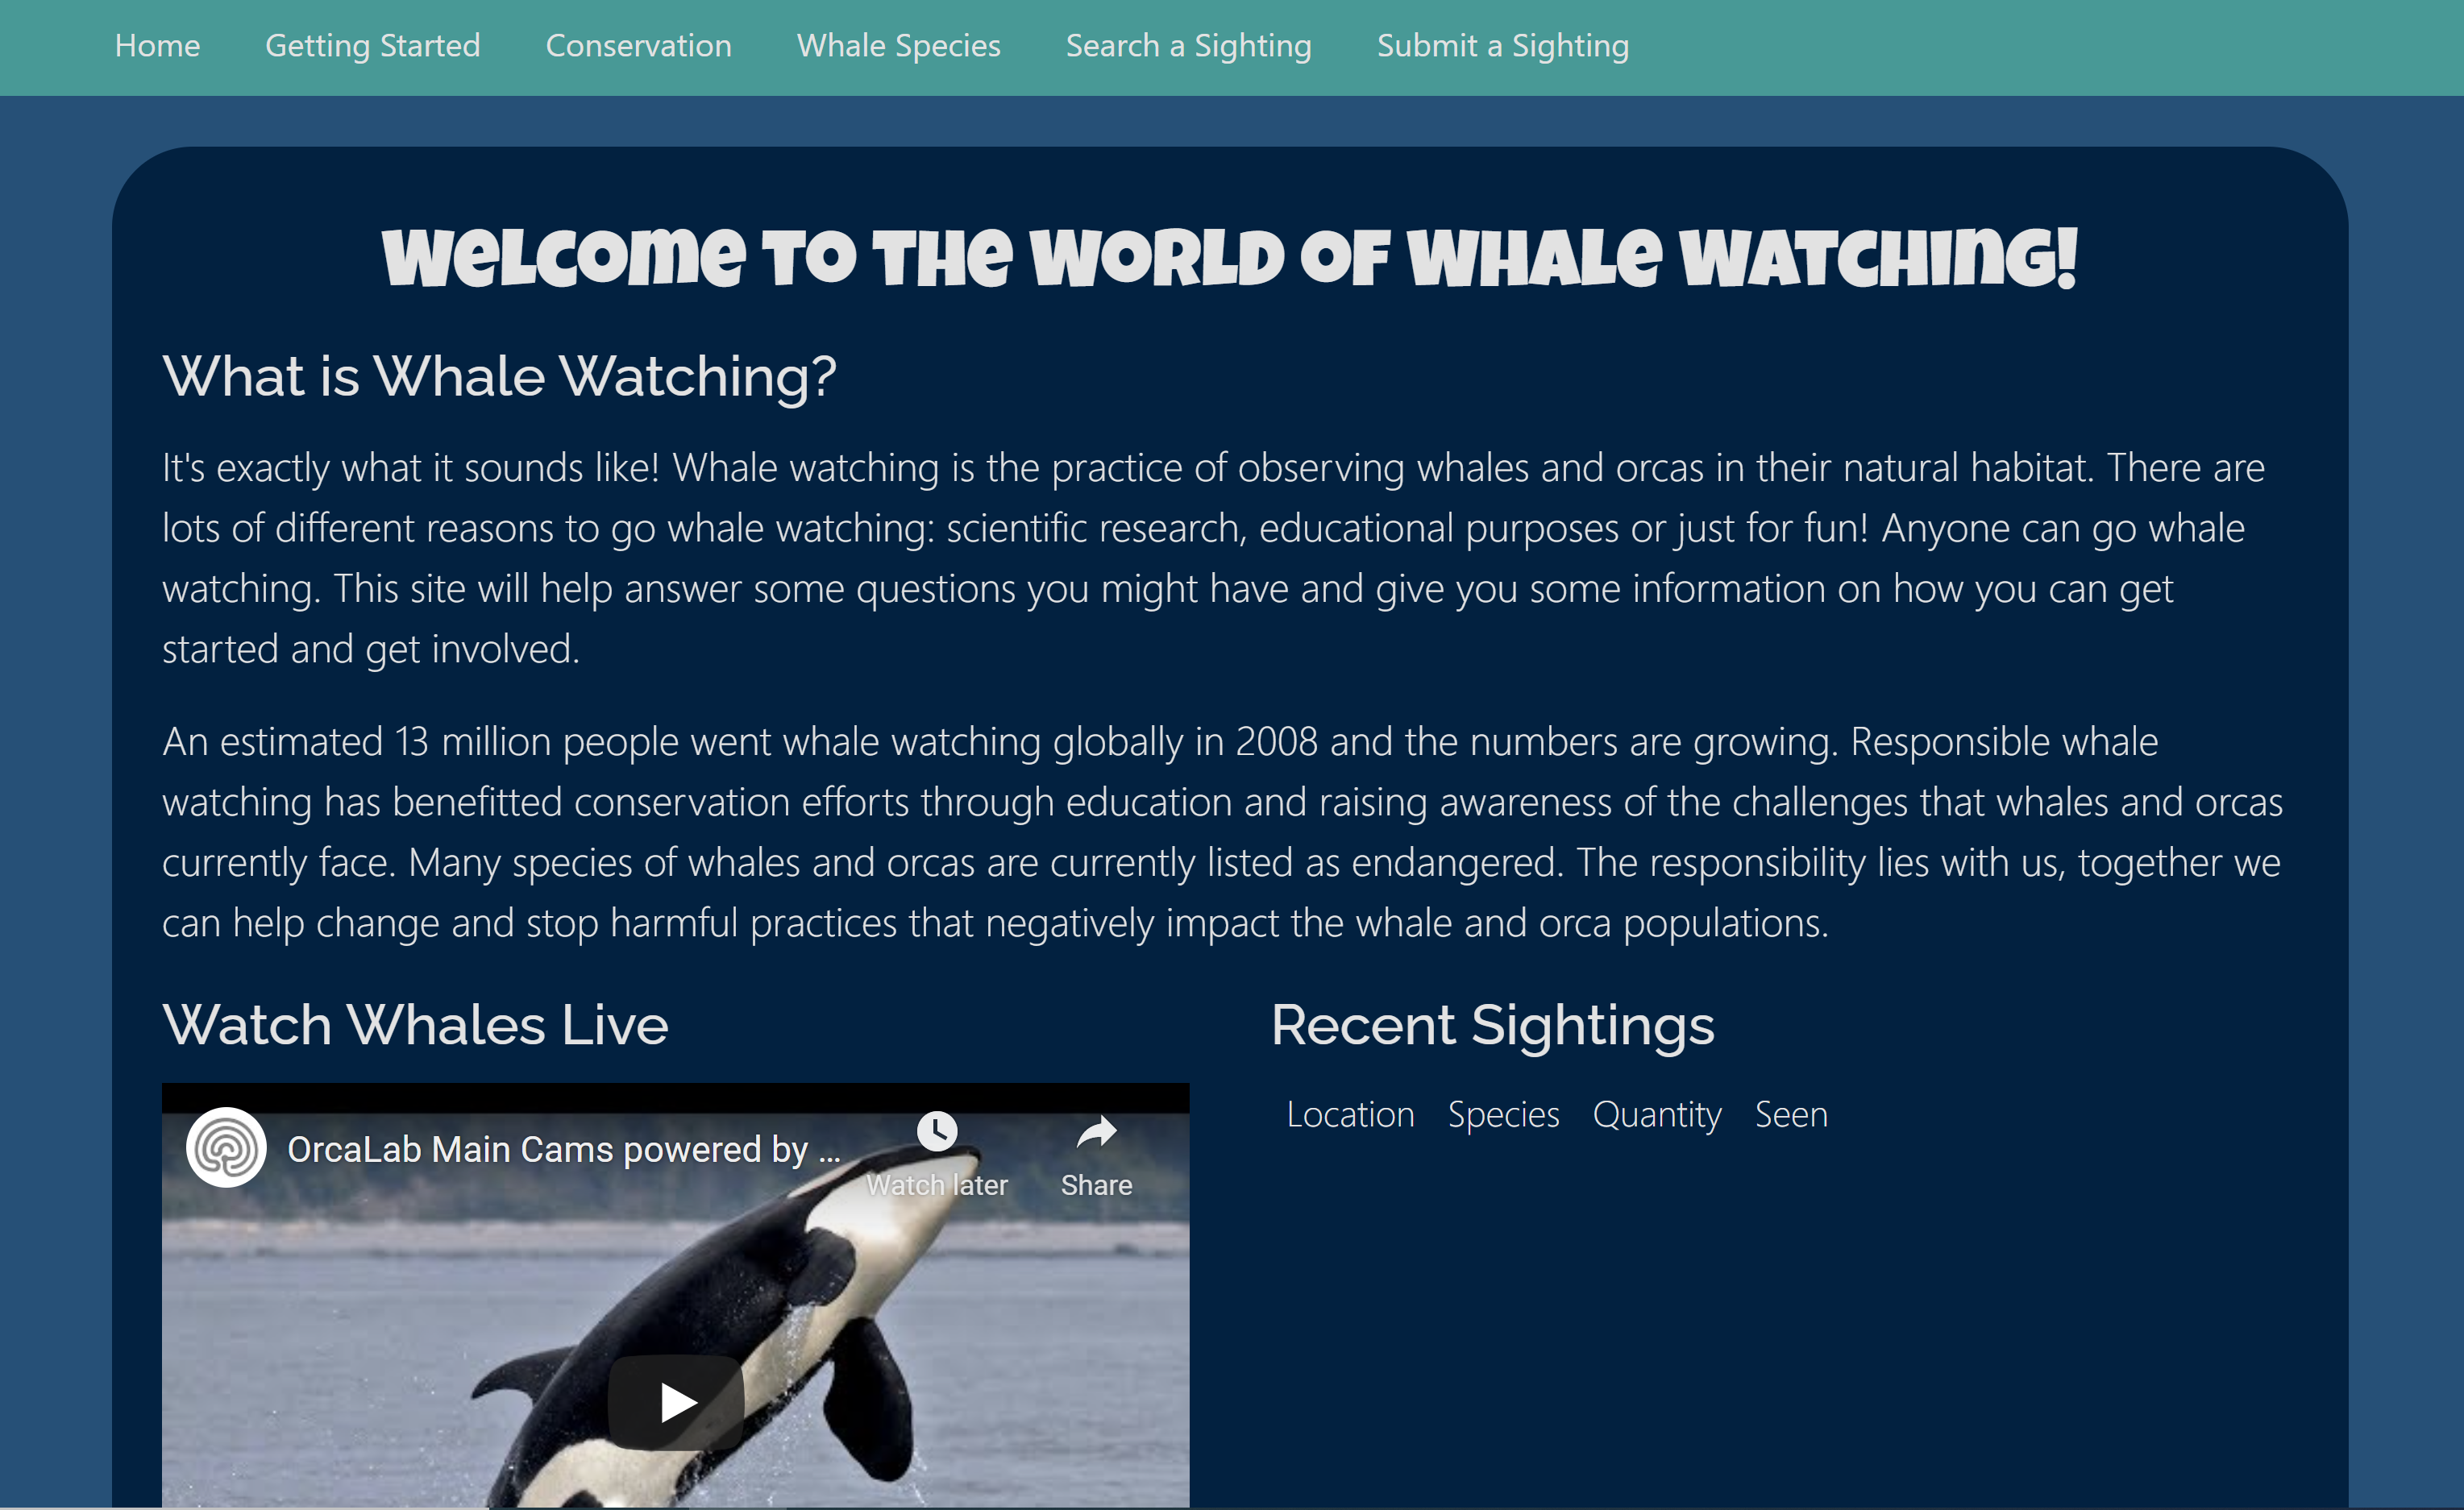 Home Getting Started Conservation Whale Species Search a Sighting Submit a Sighting
Welcome to the World of Whale Watching!
What is Whale Watching?
It's exactly what it sounds like! Whale watching is the practice of observing whales and orcas in their natural habitat. There are
lots of different reasons to go whale watching: scientific research, educational purposes or just for fun! Anyone can go whale
watching. This site will help answer some questions you might have and give you some information on how you can get
started and get involved.
An estimated 13 million people went whale watching globally in 2008 and the numbers are growing. Responsible whale
watching has benefitted conservation efforts through education and raising awareness of the challenges that whales and orcas
currently face. Many species of whales and orcas are currently listed as endangered. The responsibility lies with us, together we
can help change and stop harmful practices that negatively impact the whale and orca populations.
Watch Whales Live
OrcaLab Main Cams powered by ...
Watch later Share
Recent Sightings
Location Species Quantity Seen